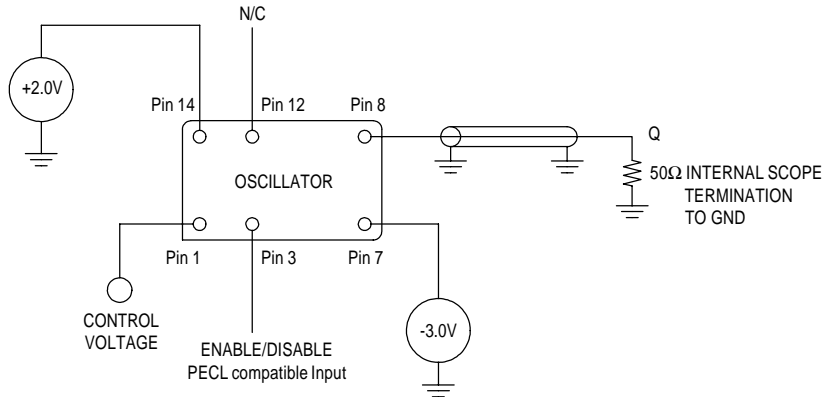 N/C
+2.0V
Pin 14
Pin 12
Pin 8
Q
OSCILLATOR
50Ω INTERNAL SCOPE
TERMINATION
TO GND
Pin 1
Pin 3
Pin 7
CONTROL
VOLTAGE
-3.0V
ENABLE/DISABLE
PECL compatible Input